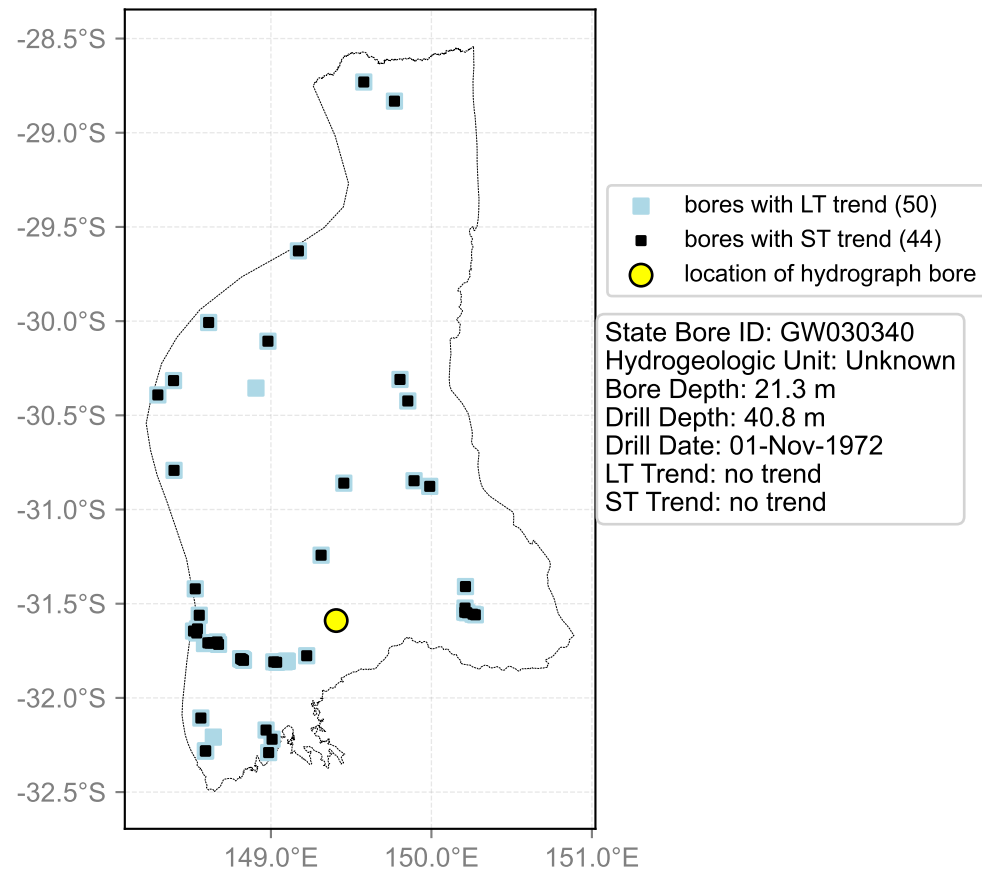 -28.5°S
-29.0°S
-29.5°S
-30.0°S
-30.5°S
-31.0°S
-31.5°S
-32.0°S
-32.5°S
149.0°E
150.0°E
151.0°E
bores with LT trend (50)
bores with ST trend (44)
location of hydrograph bore
State Bore ID: GW030340
Hydrogeologic Unit: Unknown
Bore Depth: 21.3 m
Drill Depth: 40.8 m
Drill Date: 01-Nov-1972
LT Trend: no trend
ST Trend: no trend